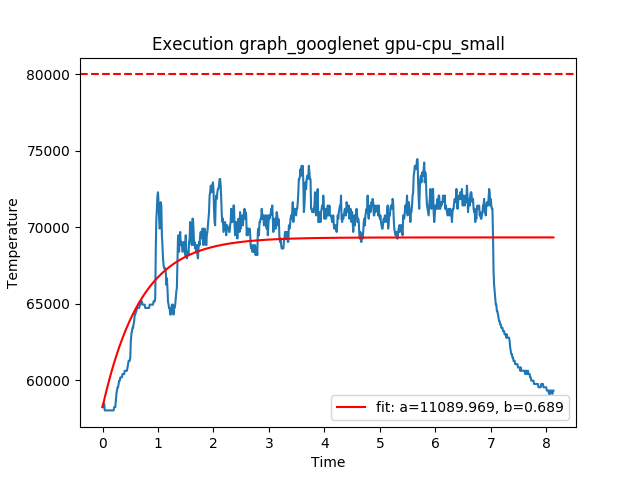 Execution graph_googlenet gpu-cpu_small
80000
75000
70000
65000
60000
Temperature
fit: a=11089.969, b=0.689
0 1 2 3 4 5 6 7 8
Time